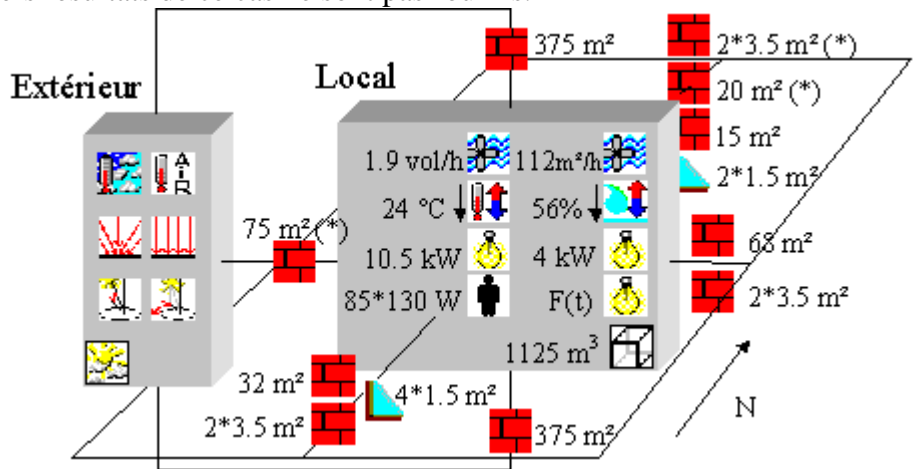 375 m²
2*3.5 m² (*)
Extérieur
Local
20 m² (*)
15 m²
A
I
R
1.9 vol/h
112m³/h
2*1.5 m²
24 °C
56%
75 m² (*)
68 m²
10.5 kW
4 kW
85*130 W
F(t)
2*3.5 m²
1125 m³
32 m²
4*1.5 m²
2*3.5 m²
375 m²
N